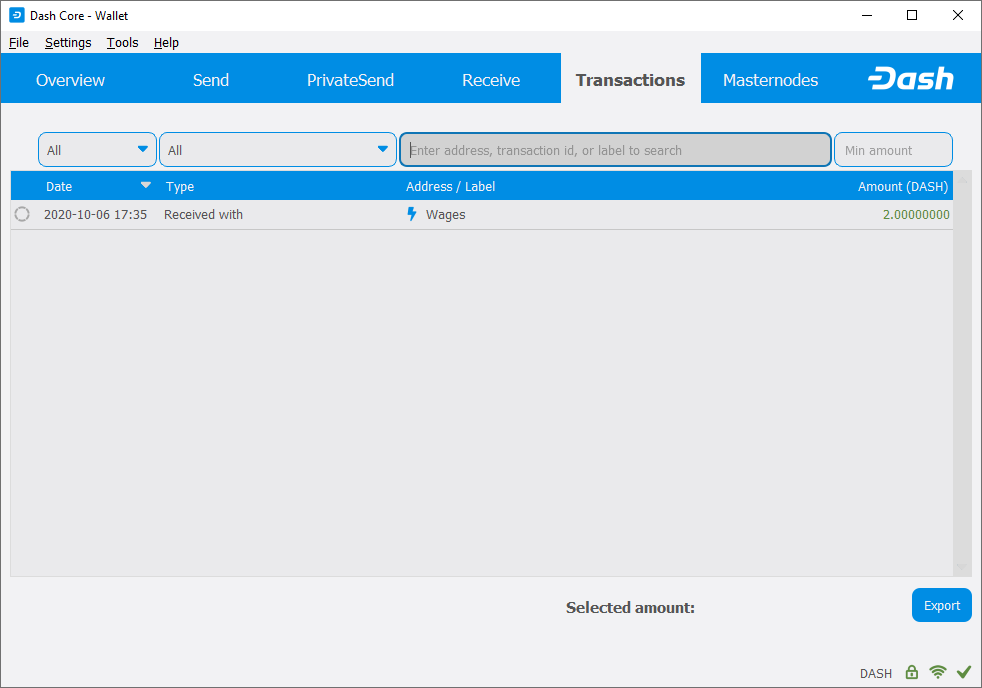 Dash Core - Wallet
File Settings Tools Help
Overview Send PrivateSend Receive Transactions Masternodes Dash
All All Enter address, transaction id, or label to search Min amount
Date Type Address / Label Amount (DASH)
2020-10-06 17:35 Received with Wages 2.00000000
Selected amount:
Export
DASH